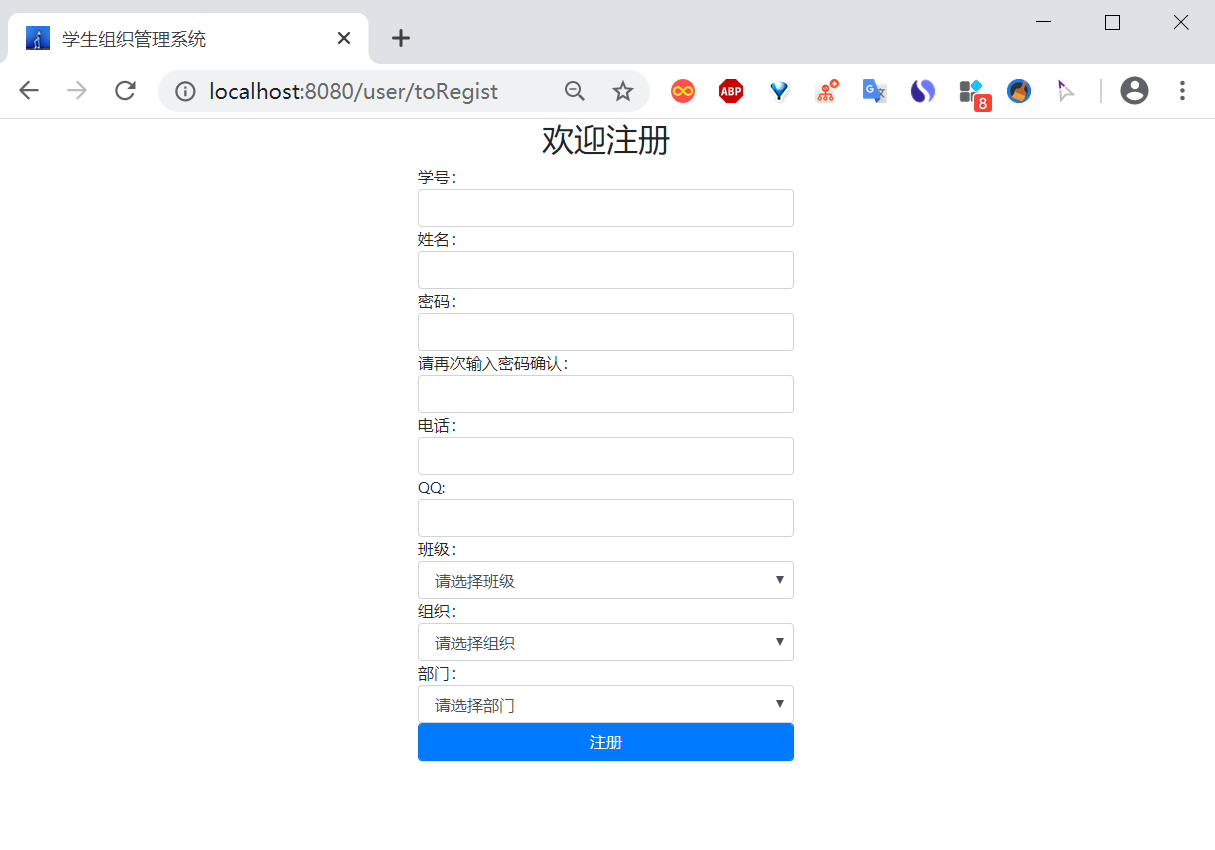 学生组织管理系统
localhost:8080/user/toRegist
ABP
G
8
欢迎注册
学号：
姓名：
密码：
请再次输入密码确认：
电话：
QQ:
班级：
请选择班级
组织：
请选择组织
部门：
请选择部门
注册